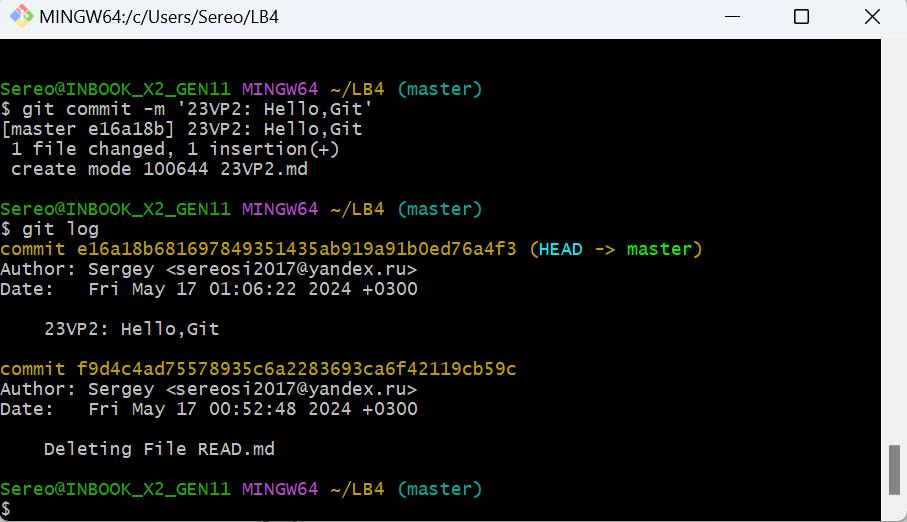 MINGW64:/c/Users/Sereo/LB4
Sereo@INBOOK_X2_GEN11 MINGW64 ~/LB4 (master)
$ git commit -m '23VP2: Hello,Git'
[master e16a18b] 23VP2: Hello,Git
 1 file changed, 1 insertion(+)
 create mode 100644 23VP2.md
Sereo@INBOOK_X2_GEN11 MINGW64 ~/LB4 (master)
$ git log
commit e16a18b681697849351435ab919a91b0ed76a4f3 (HEAD -> master)
Author: Sergey <sereosi2017@yandex.ru>
Date:   Fri May 17 01:06:22 2024 +0300
    23VP2: Hello,Git
commit f9d4c4ad75578935c6a2283693ca6f42119cb59c
Author: Sergey <sereosi2017@yandex.ru>
Date:   Fri May 17 00:52:48 2024 +0300
    Deleting File READ.md
Sereo@INBOOK_X2_GEN11 MINGW64 ~/LB4 (master)
$